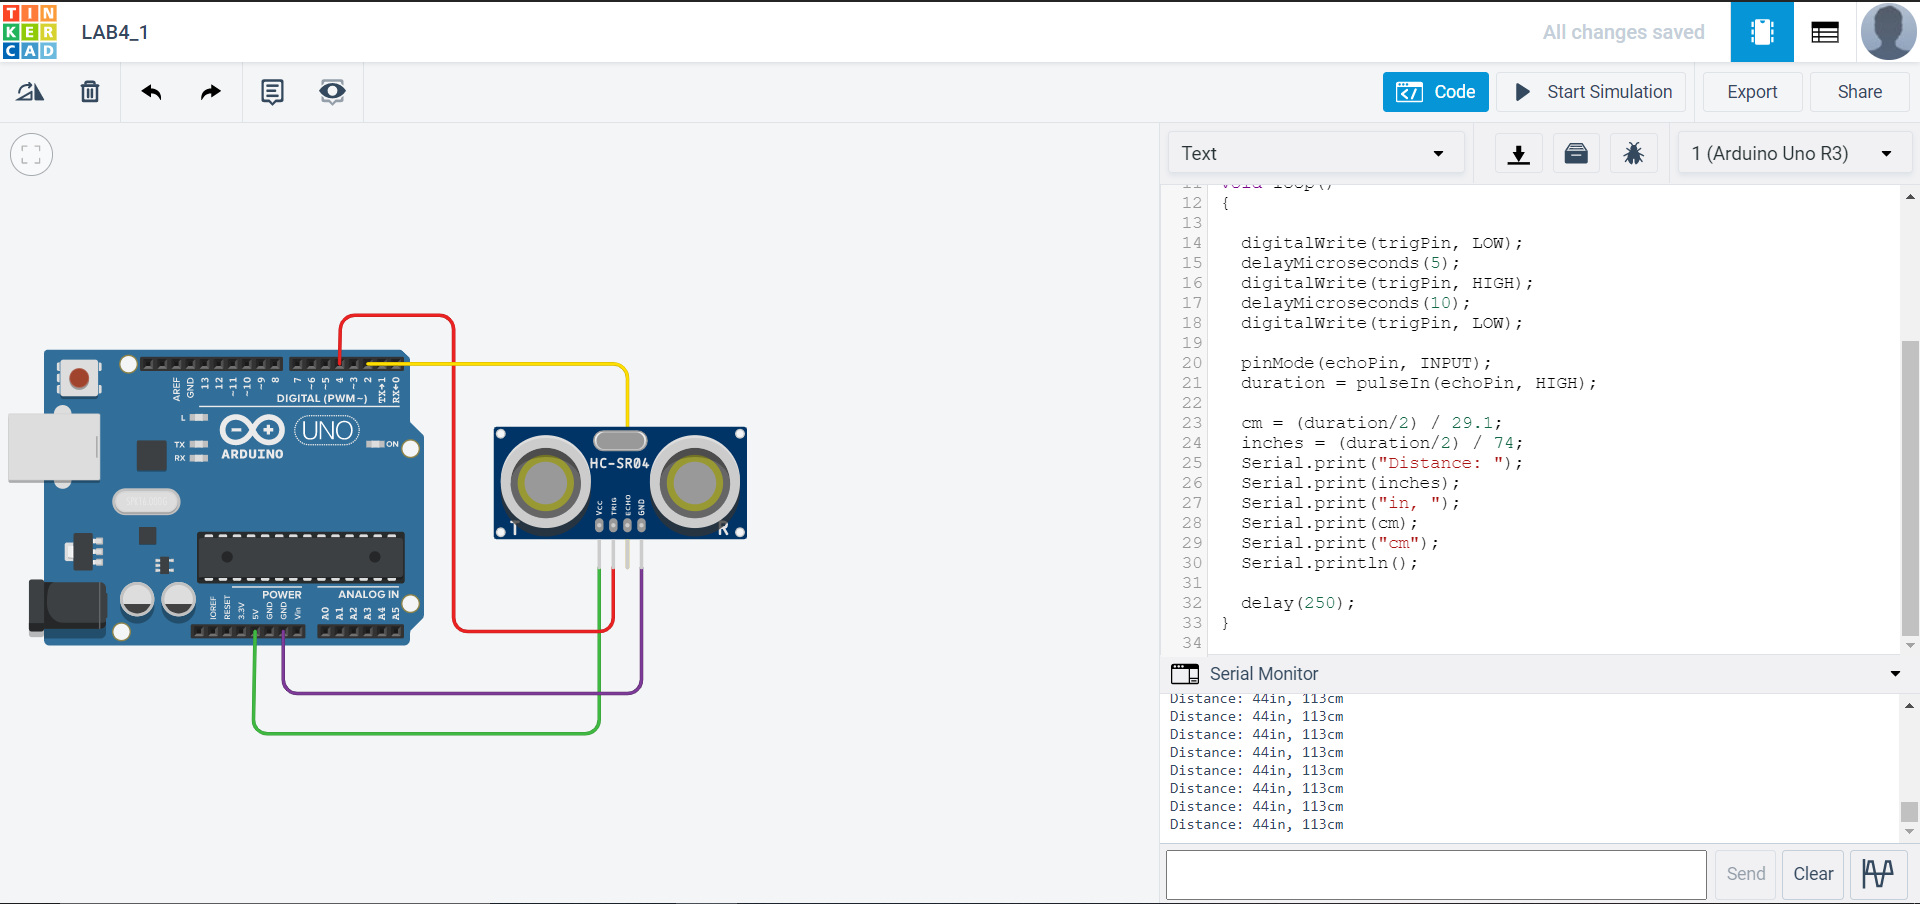 TIN
KER
CAD
LAB4_1
All changes saved
Code
Start Simulation
Export
Share
Text
1 (Arduino Uno R3)
11 void loop()
12 {
13
14 digitalWrite(trigPin, LOW);
15 delayMicroseconds(5);
16 digitalWrite(trigPin, HIGH);
17 delayMicroseconds(10);
18 digitalWrite(trigPin, LOW);
19
20 pinMode(echoPin, INPUT);
21 duration = pulseIn(echoPin, HIGH);
22
23 cm = (duration/2) / 29.1;
24 inches = (duration/2) / 74;
25 Serial.print("Distance: ");
26 Serial.print(inches);
27 Serial.print("in, ");
28 Serial.print(cm);
29 Serial.print("cm");
30 Serial.println();
31
32 delay(250);
33 }
34
Serial Monitor
Distance: 44in, 113cm
Distance: 44in, 113cm
Distance: 44in, 113cm
Distance: 44in, 113cm
Distance: 44in, 113cm
Distance: 44in, 113cm
Distance: 44in, 113cm
Distance: 44in, 113cm
Send
Clear
AREF GND 13 12 ~11 ~10 ~9 8 7 ~6 ~5 4 ~3 2 TX→1 RX←0
DIGITAL (PWM~)
L
TX
RX
ARDUINO
UNO
ON
POWER
ANALOG IN
IOREF RESET 3.3V 5V GND GND Vin A0 A1 A2 A3 A4 A5
HC-SR04
Vcc TRIG ECHO GND
T
R